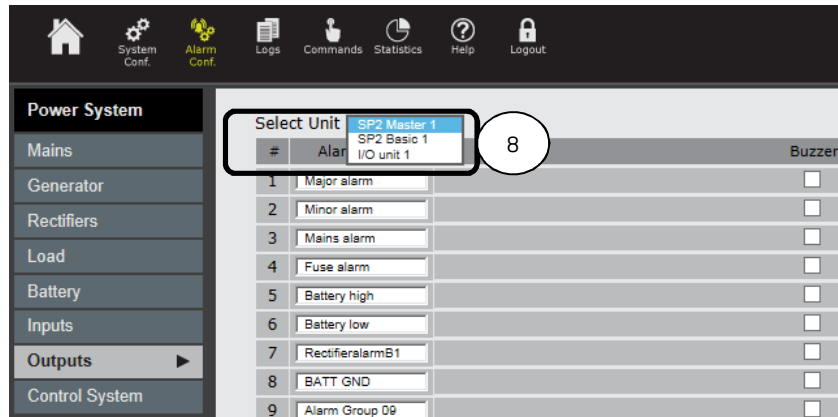 System Conf.
Alarm Conf.
Logs
Commands
Statistics
Help
Logout
Power System
Mains
Generator
Rectifiers
Load
Battery
Inputs
Outputs
Control System
Select Unit
SP2 Master 1
SP2 Basic 1
I/O unit 1
8
# Alar Buzzer
1 Major alarm
2 Minor alarm
3 Mains alarm
4 Fuse alarm
5 Battery high
6 Battery low
7 RectifieralarmB1
8 BATT GND
9 Alarm Group 09